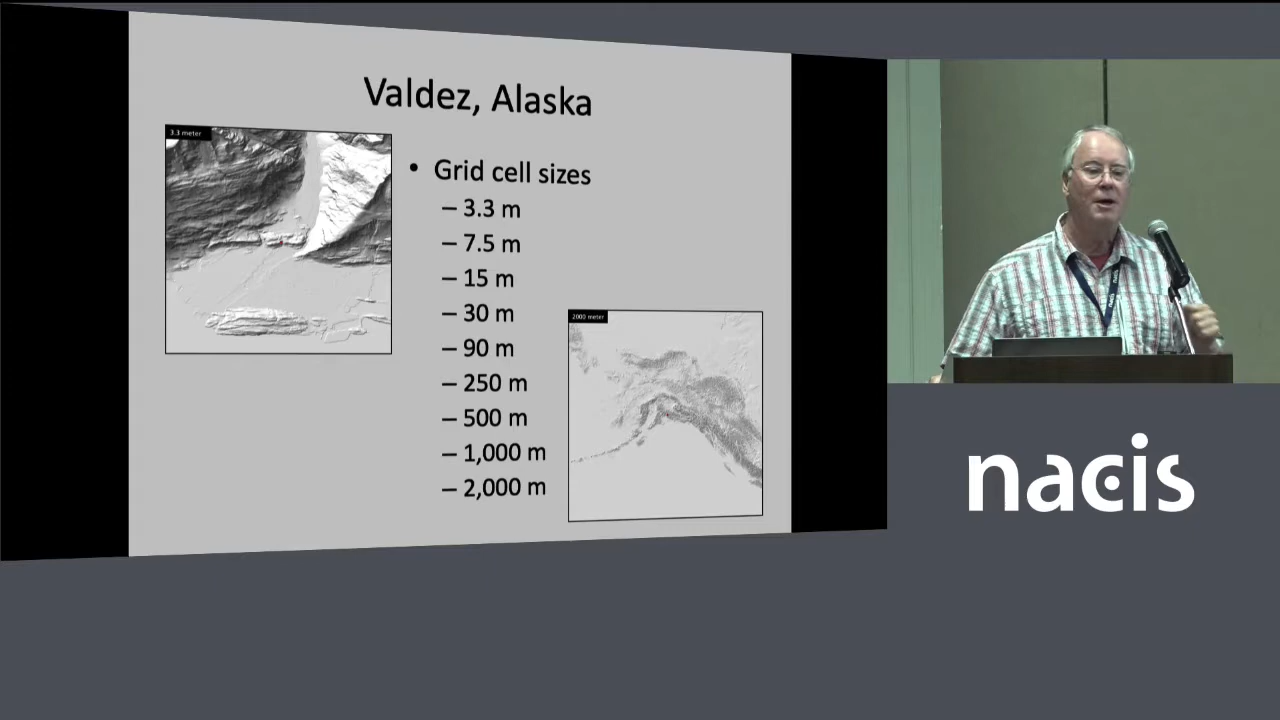 Valdez, Alaska
3.3 meter
• Grid cell sizes
– 3.3 m
– 7.5 m
– 15 m
– 30 m
– 90 m
– 250 m
– 500 m
– 1,000 m
– 2,000 m
2000 meter
nacis
nacis